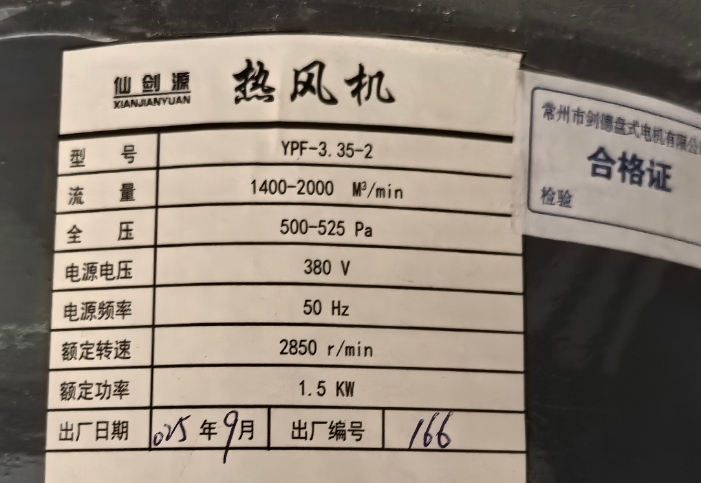 仙剑源
XIANJIANYUAN
热风机
型 号 YPF-3.35-2
流 量 1400-2000 M³/min
全 压 500-525 Pa
电源电压 380 V
电源频率 50 Hz
额定转速 2850 r/min
额定功率 1.5 KW
出厂日期 025 年 9 月 出厂编号 166
常州市剑德盘式电机有限公
合格证
检验